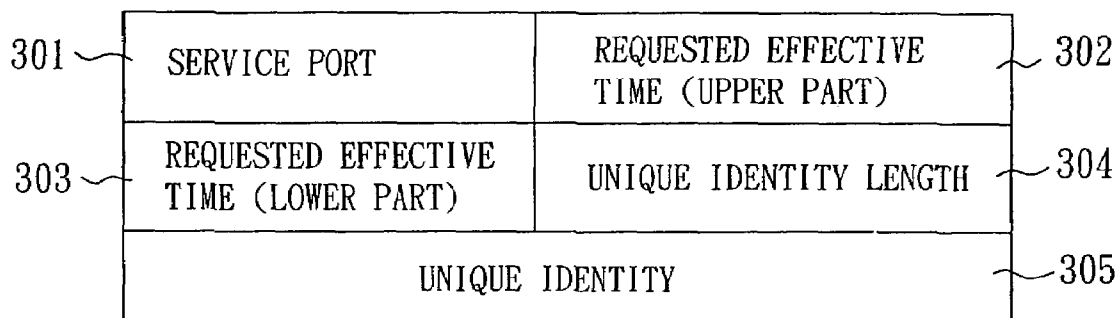 301
SERVICE PORT
REQUESTED EFFECTIVE
TIME (UPPER PART)
302
303
REQUESTED EFFECTIVE
TIME (LOWER PART)
UNIQUE IDENTITY LENGTH
304
UNIQUE IDENTITY
305